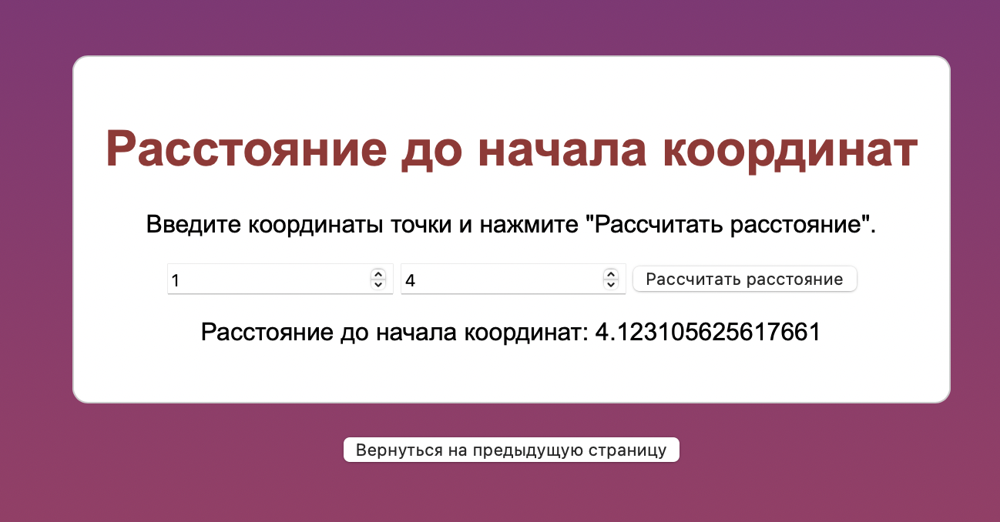 Расстояние до начала координат
Введите координаты точки и нажмите "Рассчитать расстояние".
1 4 Рассчитать расстояние
Расстояние до начала координат: 4.123105625617661
Вернуться на предыдущую страницу